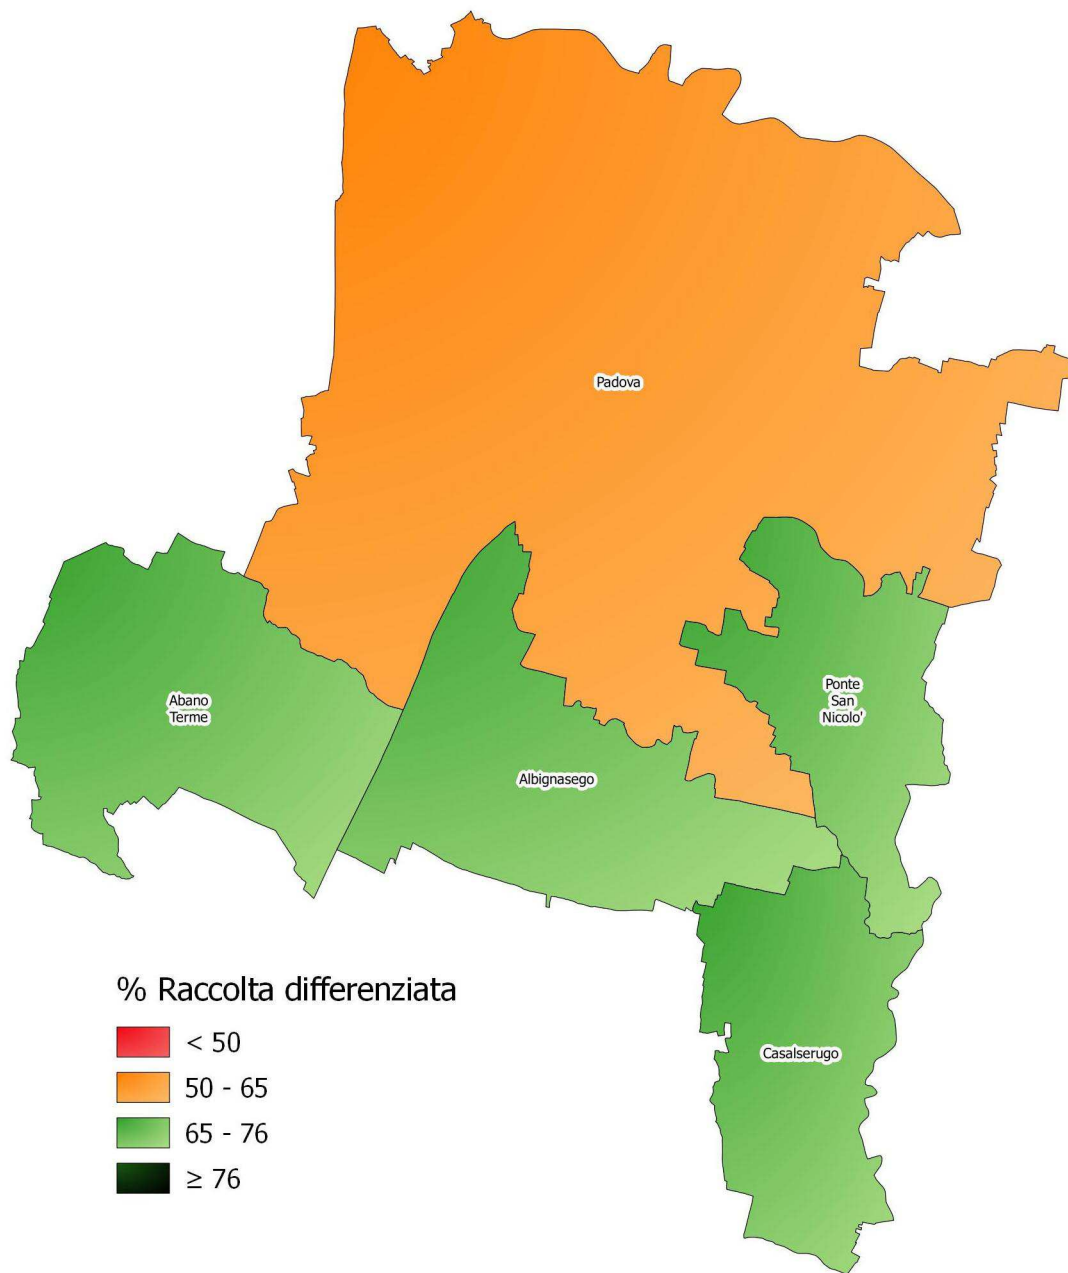 Padova
Abano
Terme
Ponte
San
Nicolo'
Albignasego
Casalserugo
% Raccolta differenziata
< 50
50 - 65
65 - 76
≥ 76